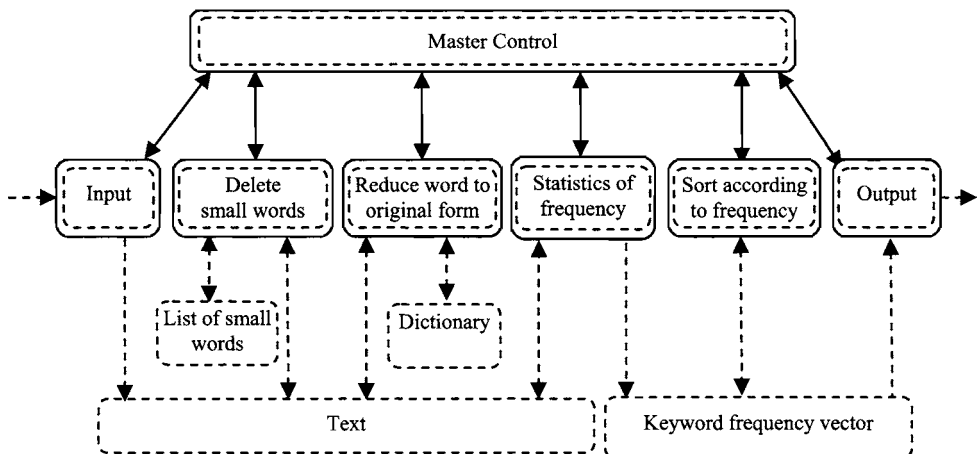 Master Control
Input
Delete
small words
Reduce word to
original form
Statistics of
frequency
Sort according
to frequency
Output
List of small
words
Dictionary
Text
Keyword frequency vector